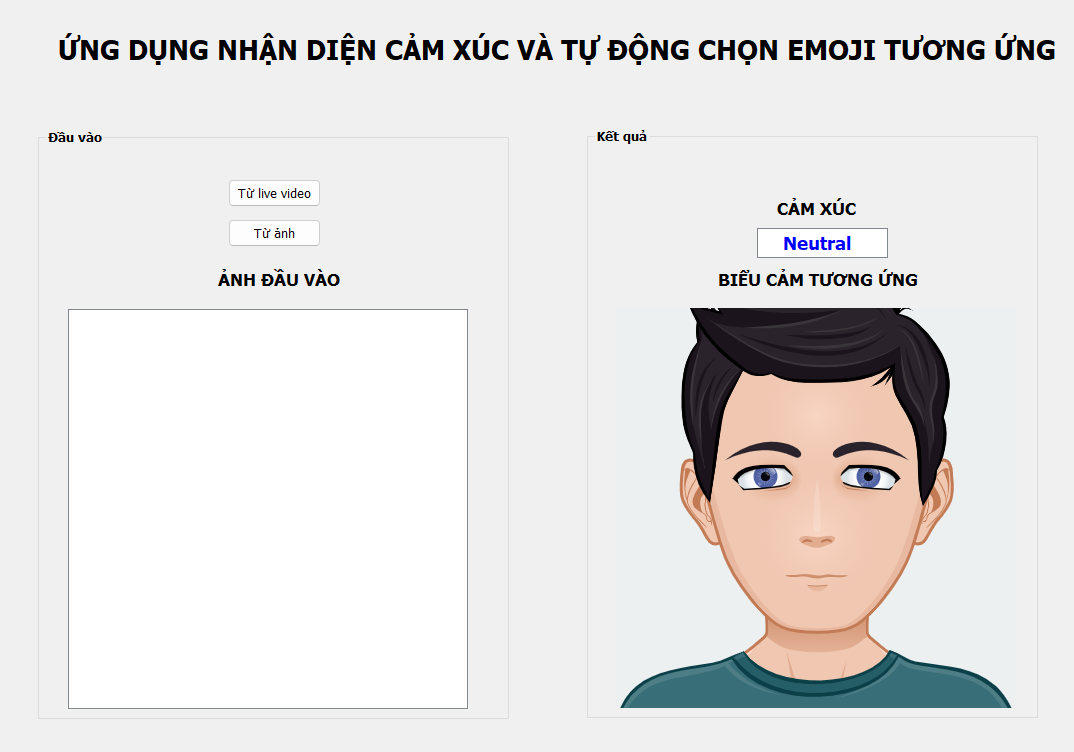 ỨNG DỤNG NHẬN DIỆN CẢM XÚC VÀ TỰ ĐỘNG CHỌN EMOJI TƯƠNG ỨNG
Đầu vào
Từ live video
Từ ảnh
ẢNH ĐẦU VÀO
Kết quả
CẢM XÚC
Neutral
BIỂU CẢM TƯƠNG ỨNG